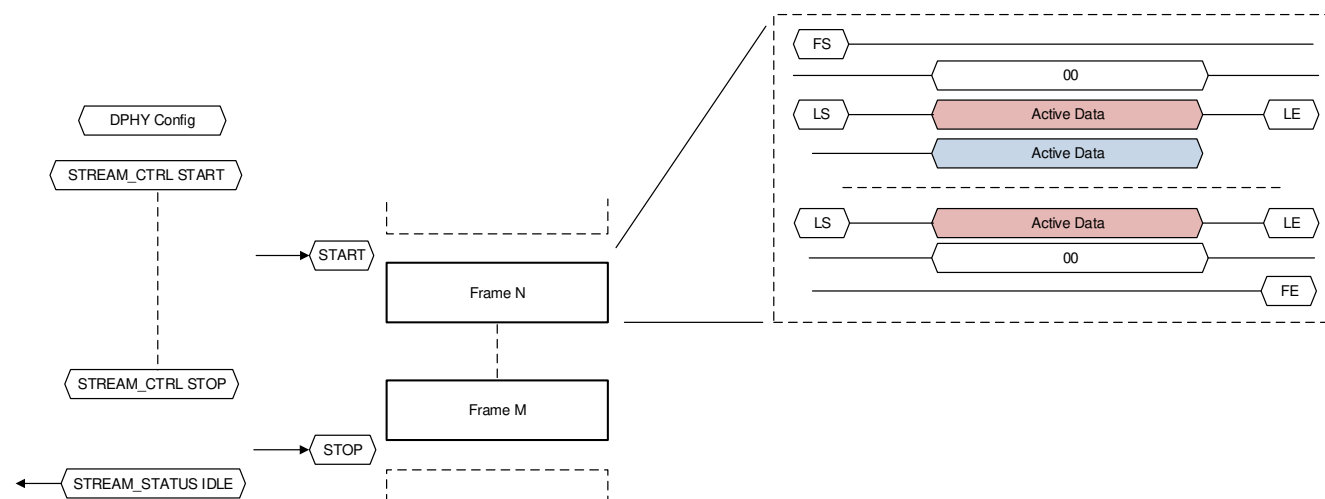 DPHY Config
STREAM_CTRL START
START
Frame N
STREAM_CTRL STOP
Frame M
STOP
STREAM_STATUS IDLE
FS
00
LS
Active Data
LE
Active Data
LS
Active Data
LE
00
FE